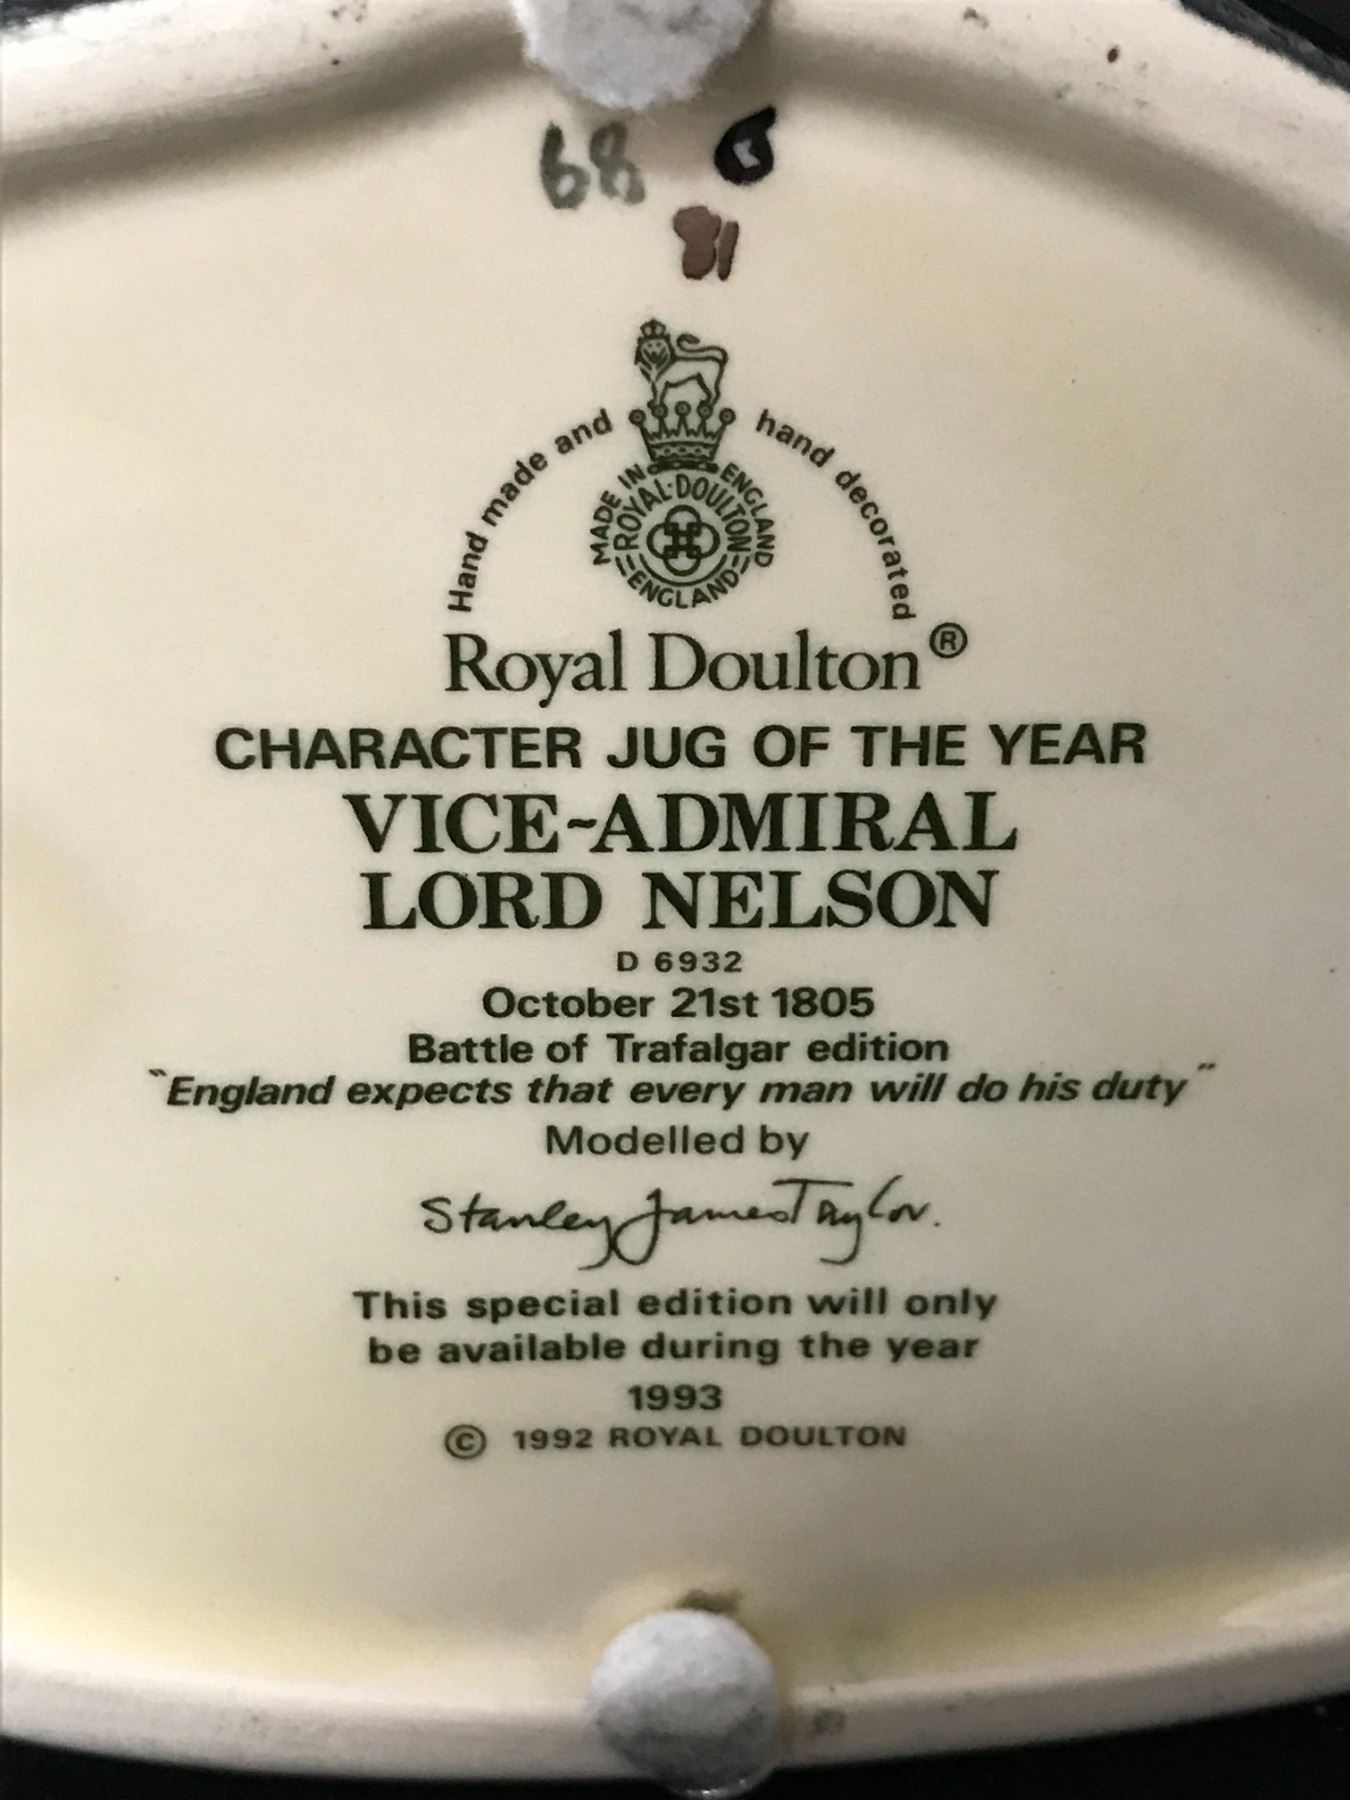 68
81
Hand made and hand decorated
MADE IN ENGLAND
ROYAL·DOULTON
ENGLAND
Royal Doulton®
CHARACTER JUG OF THE YEAR
VICE-ADMIRAL
LORD NELSON
D 6932
October 21st 1805
Battle of Trafalgar edition
"England expects that every man will do his duty"
Modelled by
Stanley James Taylor.
This special edition will only
be available during the year
1993
© 1992 ROYAL DOULTON